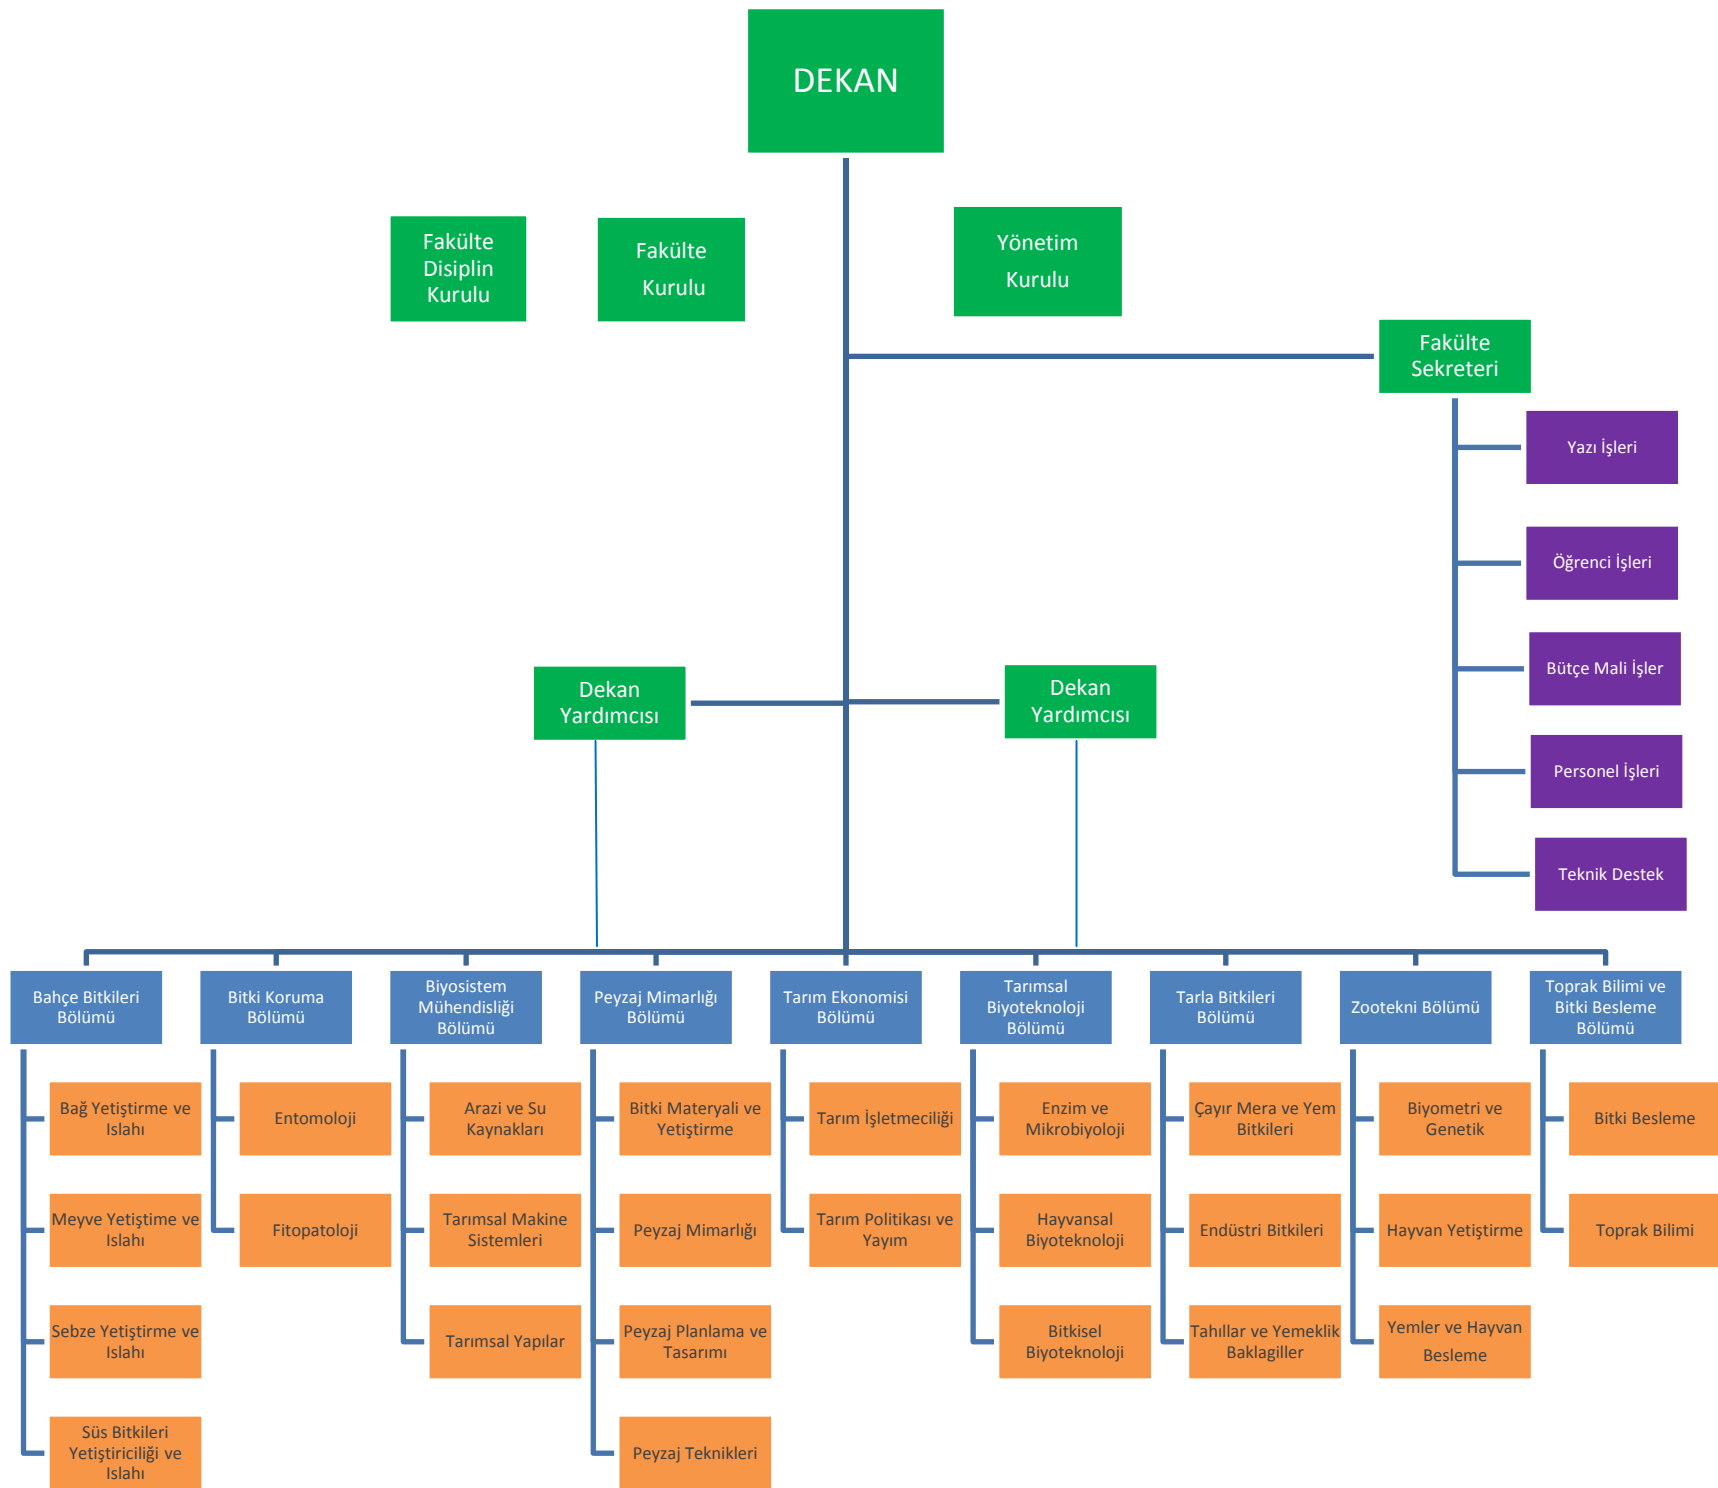 DEKAN
Fakülte
Disiplin
Kurulu
Fakülte
Kurulu
Yönetim
Kurulu
Fakülte
Sekreteri
Yazı İşleri
Öğrenci İşleri
Bütçe Mali İşler
Personel İşleri
Teknik Destek
Dekan
Yardımcısı
Dekan
Yardımcısı
Bahçe Bitkileri
Bölümü
Bitki Koruma
Bölümü
Biyosistem
Mühendisliği
Bölümü
Peyzaj Mimarlığı
Bölümü
Tarım Ekonomisi
Bölümü
Tarımsal
Biyoteknoloji
Bölümü
Tarla Bitkileri
Bölümü
Zootekni Bölümü
Toprak Bilimi ve
Bitki Besleme
Bölümü
Bağ Yetiştirme ve
Islahı
Meyve Yetiştime ve
Islahı
Sebze Yetiştirme ve
Islahı
Süs Bitkileri
Yetiştiriciliği ve
Islahı
Entomoloji
Fitopatoloji
Arazi ve Su
Kaynakları
Tarımsal Makine
Sistemleri
Tarımsal Yapılar
Bitki Materyali ve
Yetiştirme
Peyzaj Mimarlığı
Peyzaj Planlama ve
Tasarımı
Peyzaj Teknikleri
Tarım İşletmeciliği
Tarım Politikası ve
Yayım
Enzim ve
Mikrobiyoloji
Hayvansal
Biyoteknoloji
Bitkisel
Biyoteknoloji
Çayır Mera ve Yem
Bitkileri
Endüstri Bitkileri
Tahıllar ve Yemeklik
Baklagiller
Biyometri ve
Genetik
Hayvan Yetiştirme
Yemler ve Hayvan
Besleme
Bitki Besleme
Toprak Bilimi